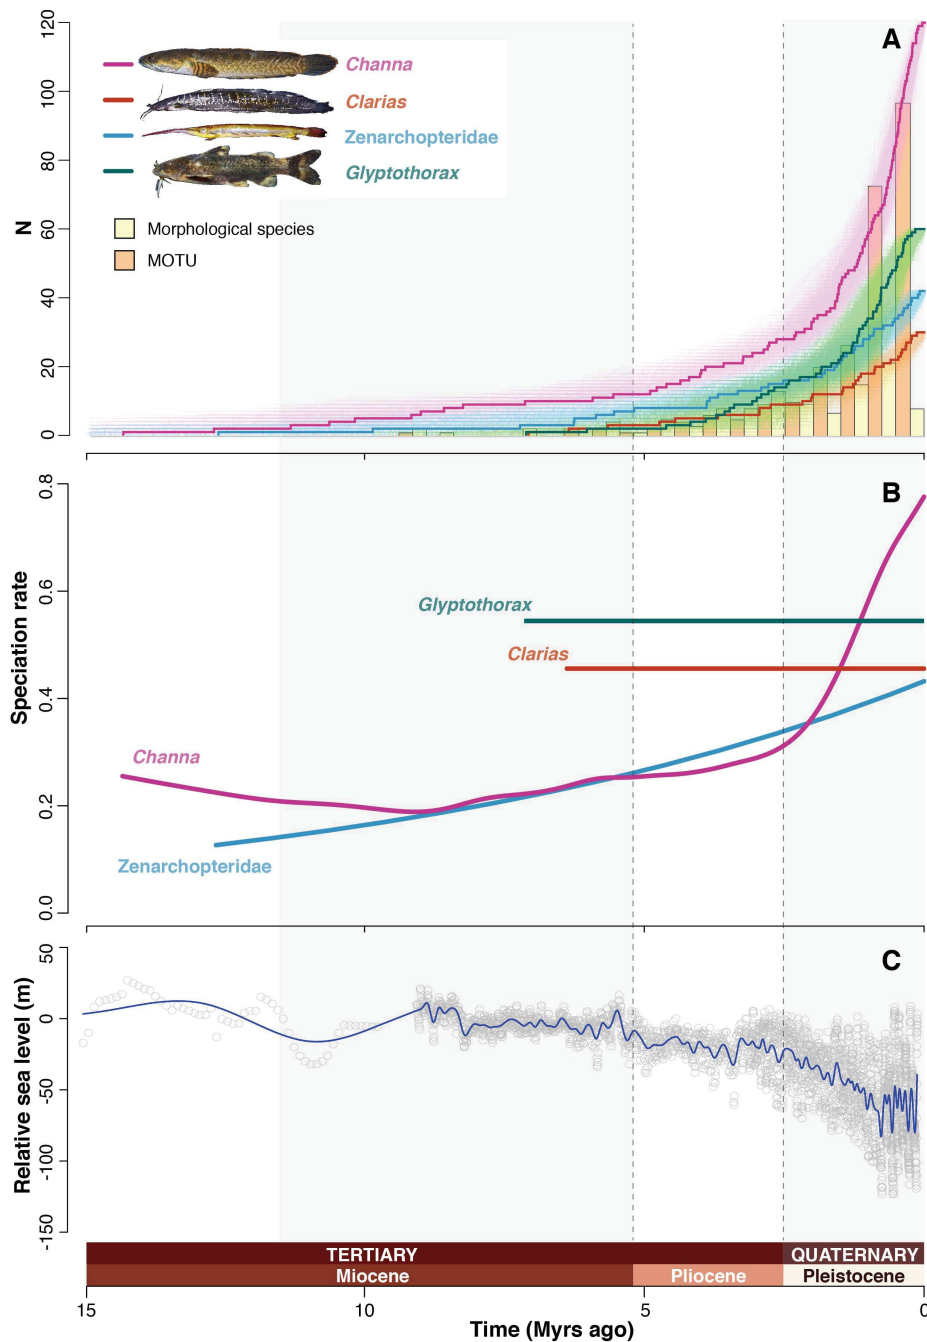 A
120
100
80
60
40
20
0
N
Channa
Clarias
Zenarchopteridae
Glyptothorax
Morphological species
MOTU
B
0.8
0.6
0.4
0.2
0.0
Speciation rate
Glyptothorax
Clarias
Channa
Zenarchopteridae
C
50
0
-50
-100
-150
Relative sea level (m)
TERTIARY QUATERNARY
Miocene Pliocene Pleistocene
15 10 5 0
Time (Myrs ago)